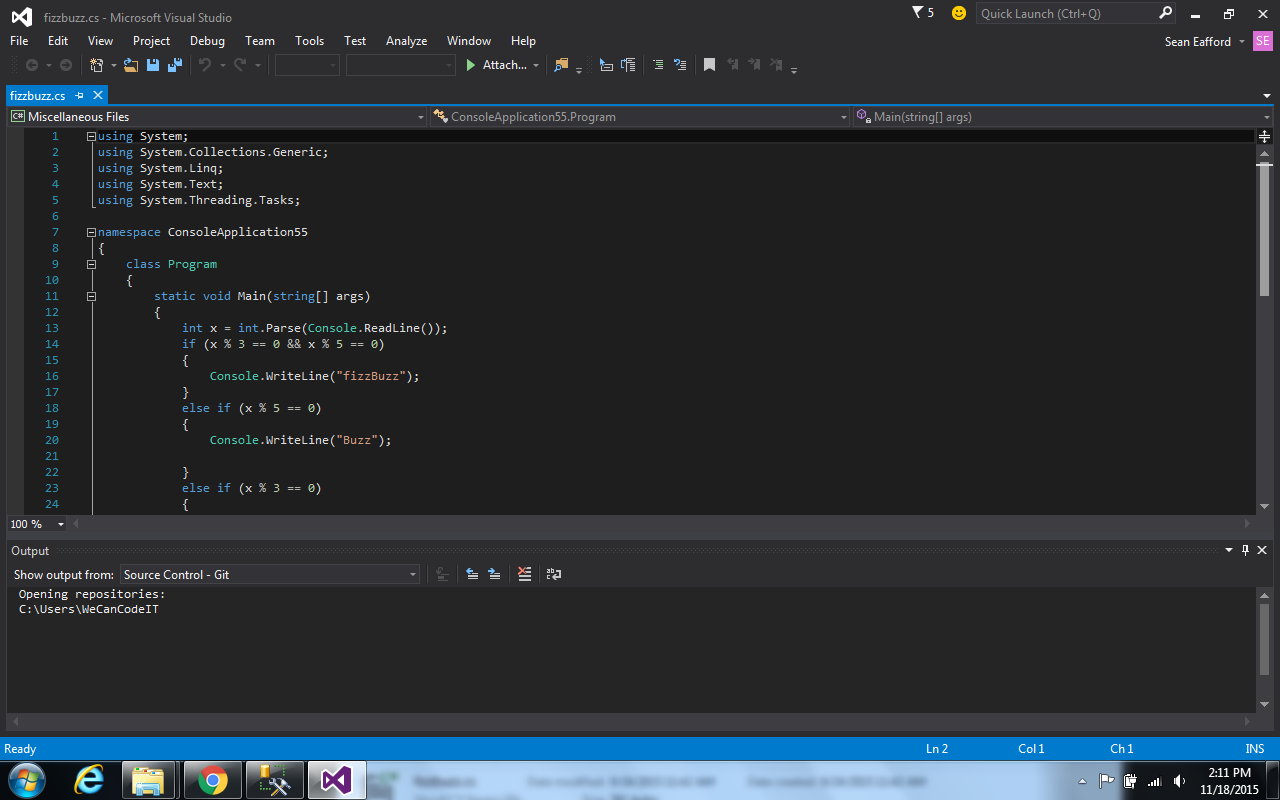 fizzbuzz.cs - Microsoft Visual Studio
5
Quick Launch (Ctrl+Q)
File Edit View Project Debug Team Tools Test Analyze Window Help
Sean Eafford
SE
Attach...
fizzbuzz.cs
C# Miscellaneous Files
ConsoleApplication55.Program
Main(string[] args)
1 using System;
2 using System.Collections.Generic;
3 using System.Linq;
4 using System.Text;
5 using System.Threading.Tasks;
6
7 namespace ConsoleApplication55
8 {
9 class Program
10 {
11 static void Main(string[] args)
12 {
13 int x = int.Parse(Console.ReadLine());
14 if (x % 3 == 0 && x % 5 == 0)
15 {
16 Console.WriteLine("fizzBuzz");
17 }
18 else if (x % 5 == 0)
19 {
20 Console.WriteLine("Buzz");
21
22 }
23 else if (x % 3 == 0)
24 {
100 %
Output
Show output from: Source Control - Git
Opening repositories:
C:\Users\WeCanCodeIT
Ready
Ln 2 Col 1 Ch 1 INS
2:11 PM
11/18/2015